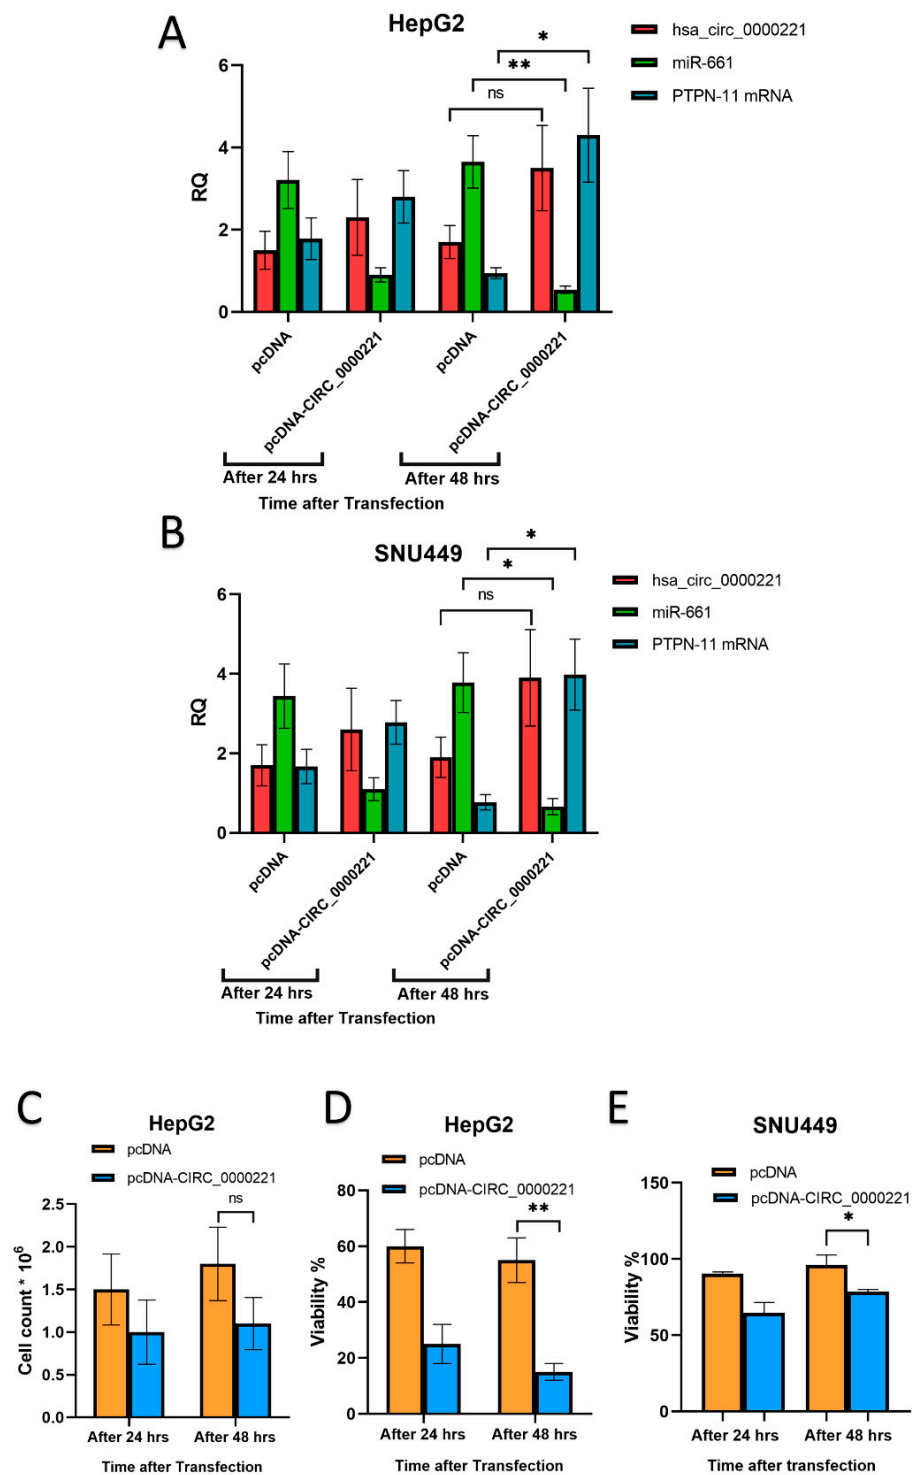 A
HepG2
hsa_circ_0000221
miR-661
PTPN-11 mRNA
*
**
ns
6
4
2
0
RQ
pcDNA
pcDNA-CIRC_0000221
pcDNA
pcDNA-CIRC_0000221
After 24 hrs
After 48 hrs
Time after Transfection
B
SNU449
hsa_circ_0000221
miR-661
PTPN-11 mRNA
*
*
ns
6
4
2
0
RQ
pcDNA
pcDNA-CIRC_0000221
pcDNA
pcDNA-CIRC_0000221
After 24 hrs
After 48 hrs
Time after Transfection
C
HepG2
pcDNA
pcDNA-CIRC_0000221
ns
2.5
2.0
1.5
1.0
0.5
0.0
Cell count * 10⁶
After 24 hrs
After 48 hrs
Time after Transfection
D
HepG2
pcDNA
pcDNA-CIRC_0000221
**
80
60
40
20
0
Viability %
After 24 hrs
After 48 hrs
Time after Transfection
E
SNU449
pcDNA
pcDNA-CIRC_0000221
*
150
100
50
0
Viability %
After 24 hrs
After 48 hrs
Time after transfection